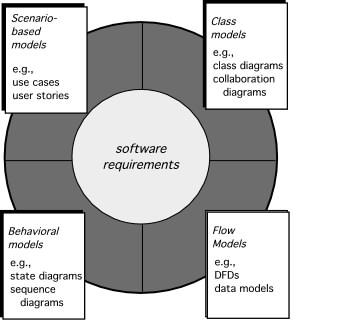 Scenario-
based
models
e.g.,
use cases
user stories
Class
models
e.g.,
class diagrams
collaboration
diagrams
software
requirements
Behavioral
models
e.g.,
state diagrams
sequence
diagrams
Flow
Models
e.g.,
DFDs
data models